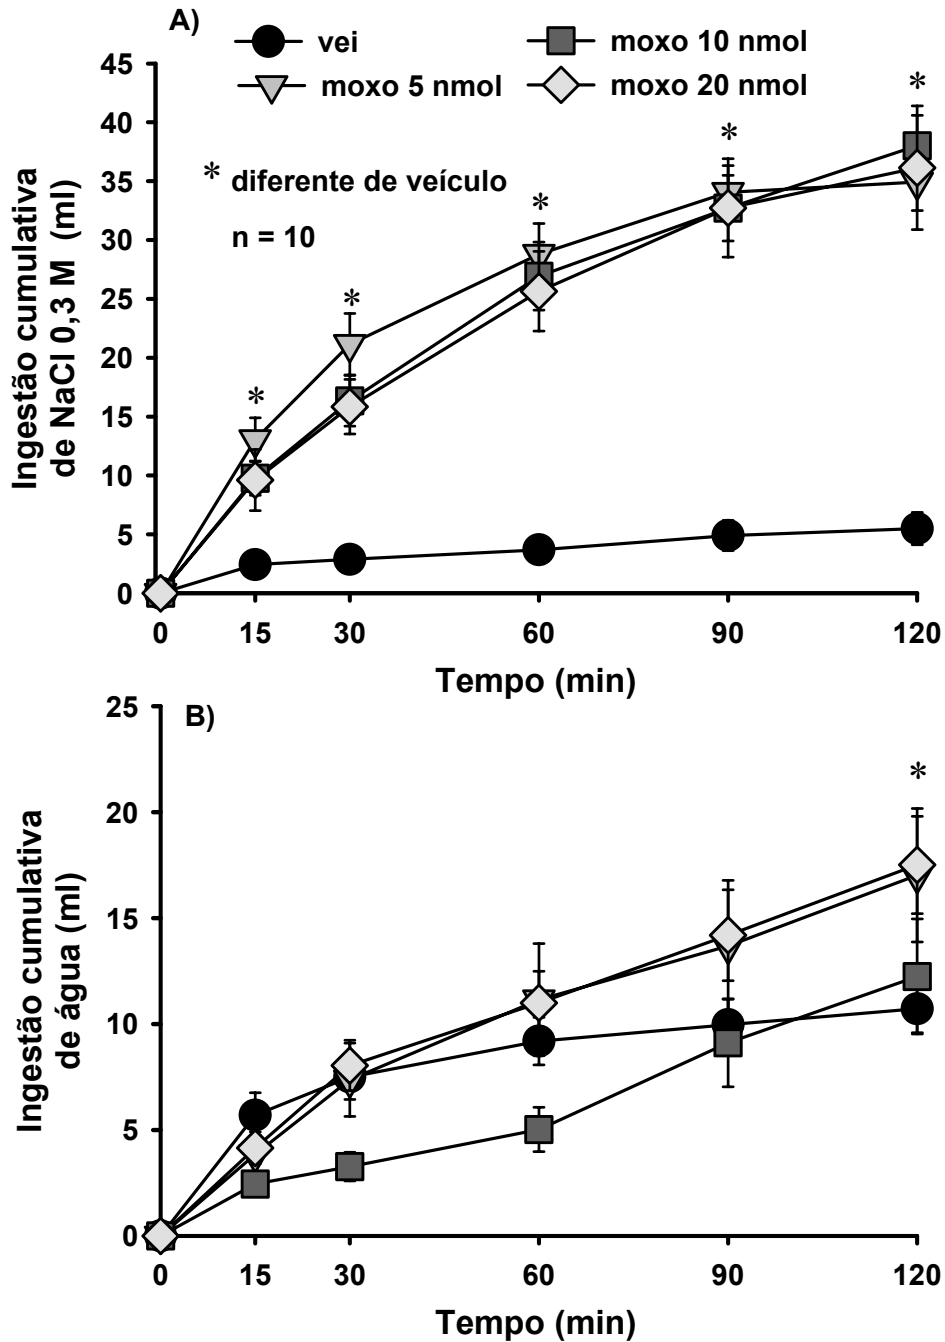 A)
vei
moxo 10 nmol
moxo 5 nmol
moxo 20 nmol
* diferente de veículo
n = 10
Ingestão cumulativa
de NaCl 0,3 M (ml)
45
40
35
30
25
20
15
10
5
0
* * * * *
0 15 30 60 90 120
Tempo (min)
B)
Ingestão cumulativa
de água (ml)
25
20
15
10
5
0
*
0 15 30 60 90 120
Tempo (min)